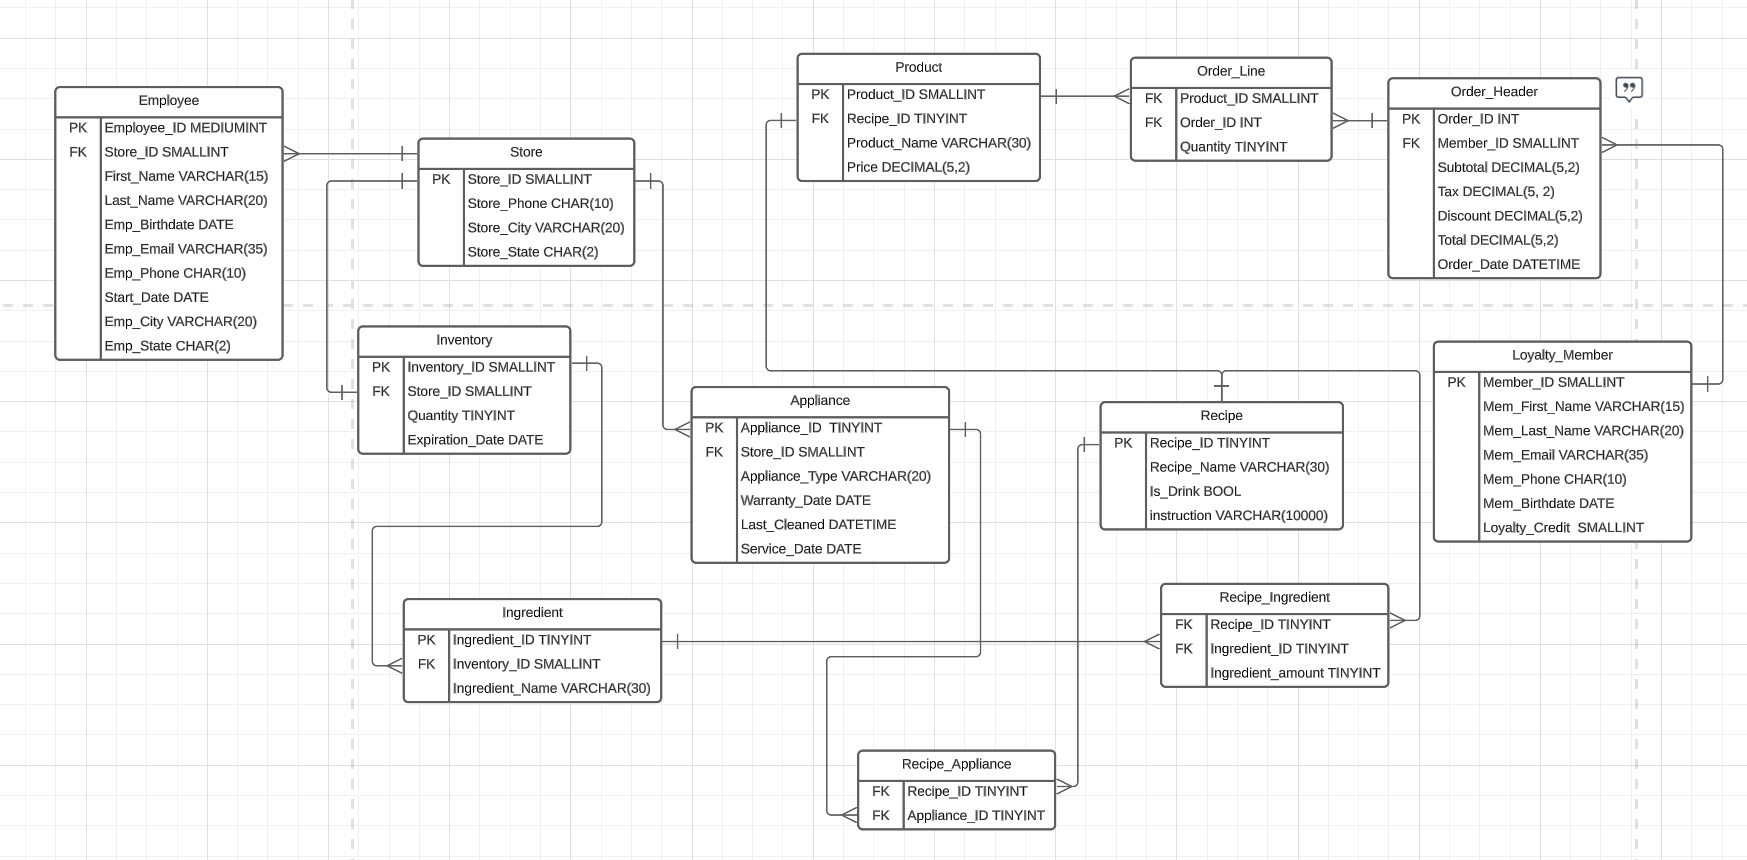 Employee
PK Employee_ID MEDIUMINT
FK Store_ID SMALLINT
First_Name VARCHAR(15)
Last_Name VARCHAR(20)
Emp_Birthdate DATE
Emp_Email VARCHAR(35)
Emp_Phone CHAR(10)
Start_Date DATE
Emp_City VARCHAR(20)
Emp_State CHAR(2)
Store
PK Store_ID SMALLINT
Store_Phone CHAR(10)
Store_City VARCHAR(20)
Store_State CHAR(2)
Product
PK Product_ID SMALLINT
FK Recipe_ID TINYINT
Product_Name VARCHAR(30)
Price DECIMAL(5,2)
Order_Line
FK Product_ID SMALLINT
FK Order_ID INT
Quantity TINYINT
Order_Header
PK Order_ID INT
FK Member_ID SMALLINT
Subtotal DECIMAL(5,2)
Tax DECIMAL(5, 2)
Discount DECIMAL(5,2)
Total DECIMAL(5,2)
Order_Date DATETIME
Inventory
PK Inventory_ID SMALLINT
FK Store_ID SMALLINT
Quantity TINYINT
Expiration_Date DATE
Appliance
PK Appliance_ID  TINYINT
FK Store_ID SMALLINT
Appliance_Type VARCHAR(20)
Warranty_Date DATE
Last_Cleaned DATETIME
Service_Date DATE
Recipe
PK Recipe_ID TINYINT
Recipe_Name VARCHAR(30)
Is_Drink BOOL
instruction VARCHAR(10000)
Loyalty_Member
PK Member_ID SMALLINT
Mem_First_Name VARCHAR(15)
Mem_Last_Name VARCHAR(20)
Mem_Email VARCHAR(35)
Mem_Phone CHAR(10)
Mem_Birthdate DATE
Loyalty_Credit  SMALLINT
Ingredient
PK Ingredient_ID TINYINT
FK Inventory_ID SMALLINT
Ingredient_Name VARCHAR(30)
Recipe_Ingredient
FK Recipe_ID TINYINT
FK Ingredient_ID TINYINT
Ingredient_amount TINYINT
Recipe_Appliance
FK Recipe_ID TINYINT
FK Appliance_ID TINYINT